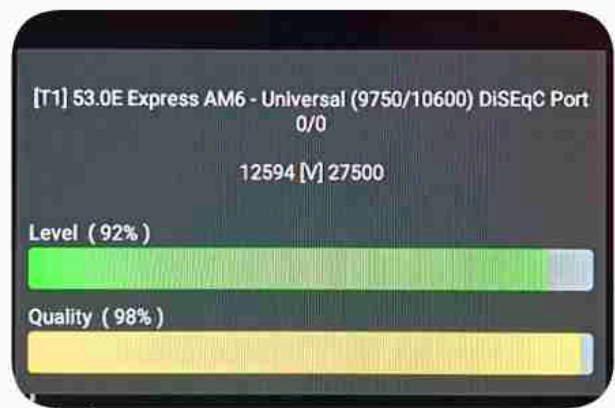 [T1] 53.0E Express AM6 - Universal (9750/10600) DiSEqC Port
0/0
12594 [V] 27500
Level ( 92% )
Quality ( 98% )